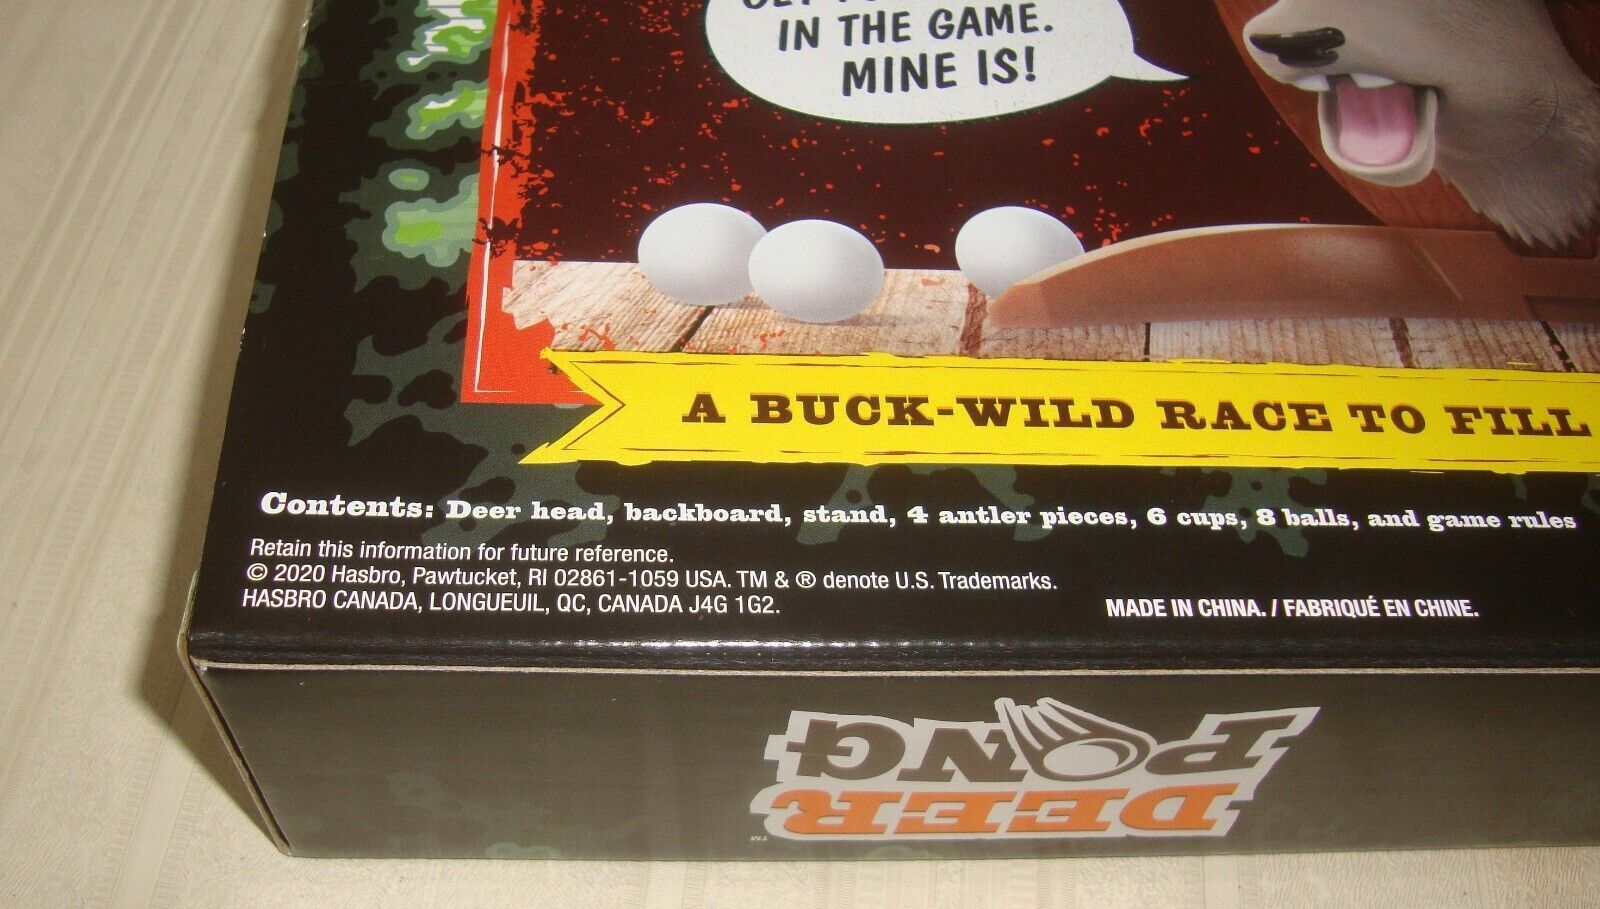 IN THE GAME.
MINE IS!
A BUCK-WILD RACE TO FILL
Contents: Deer head, backboard, stand, 4 antler pieces, 6 cups, 8 balls, and game rules
Retain this information for future reference.
© 2020 Hasbro, Pawtucket, RI 02861-1059 USA. TM & ® denote U.S. Trademarks.
HASBRO CANADA, LONGUEUIL, QC, CANADA J4G 1G2.
MADE IN CHINA. / FABRIQUÉ EN CHINE.
DEER
PONG
TM